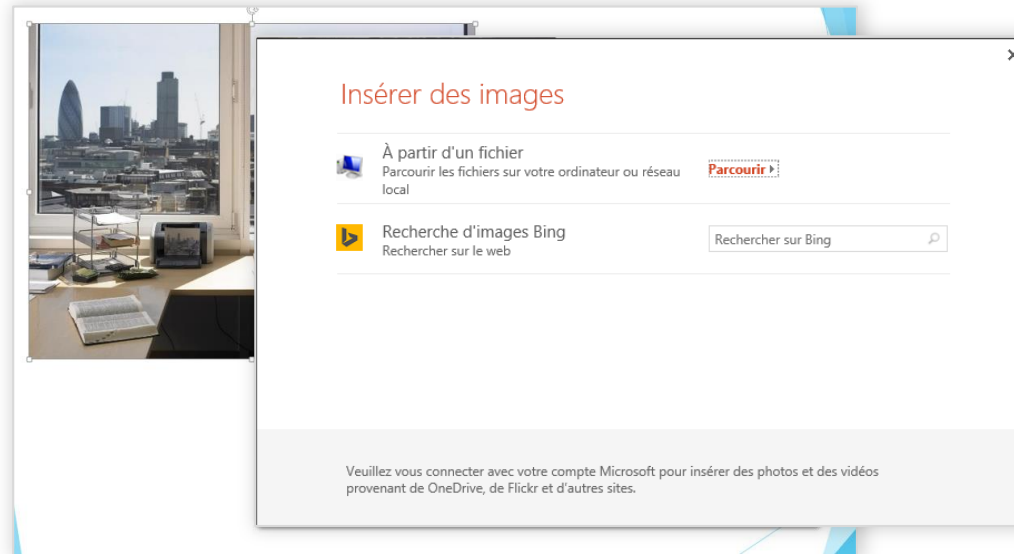 Insérer des images
À partir d'un fichier
Parcourir les fichiers sur votre ordinateur ou réseau
local
Parcourir
Recherche d'images Bing
Rechercher sur le web
Rechercher sur Bing
Veuillez vous connecter avec votre compte Microsoft pour insérer des photos et des vidéos
provenant de OneDrive, de Flickr et d'autres sites.